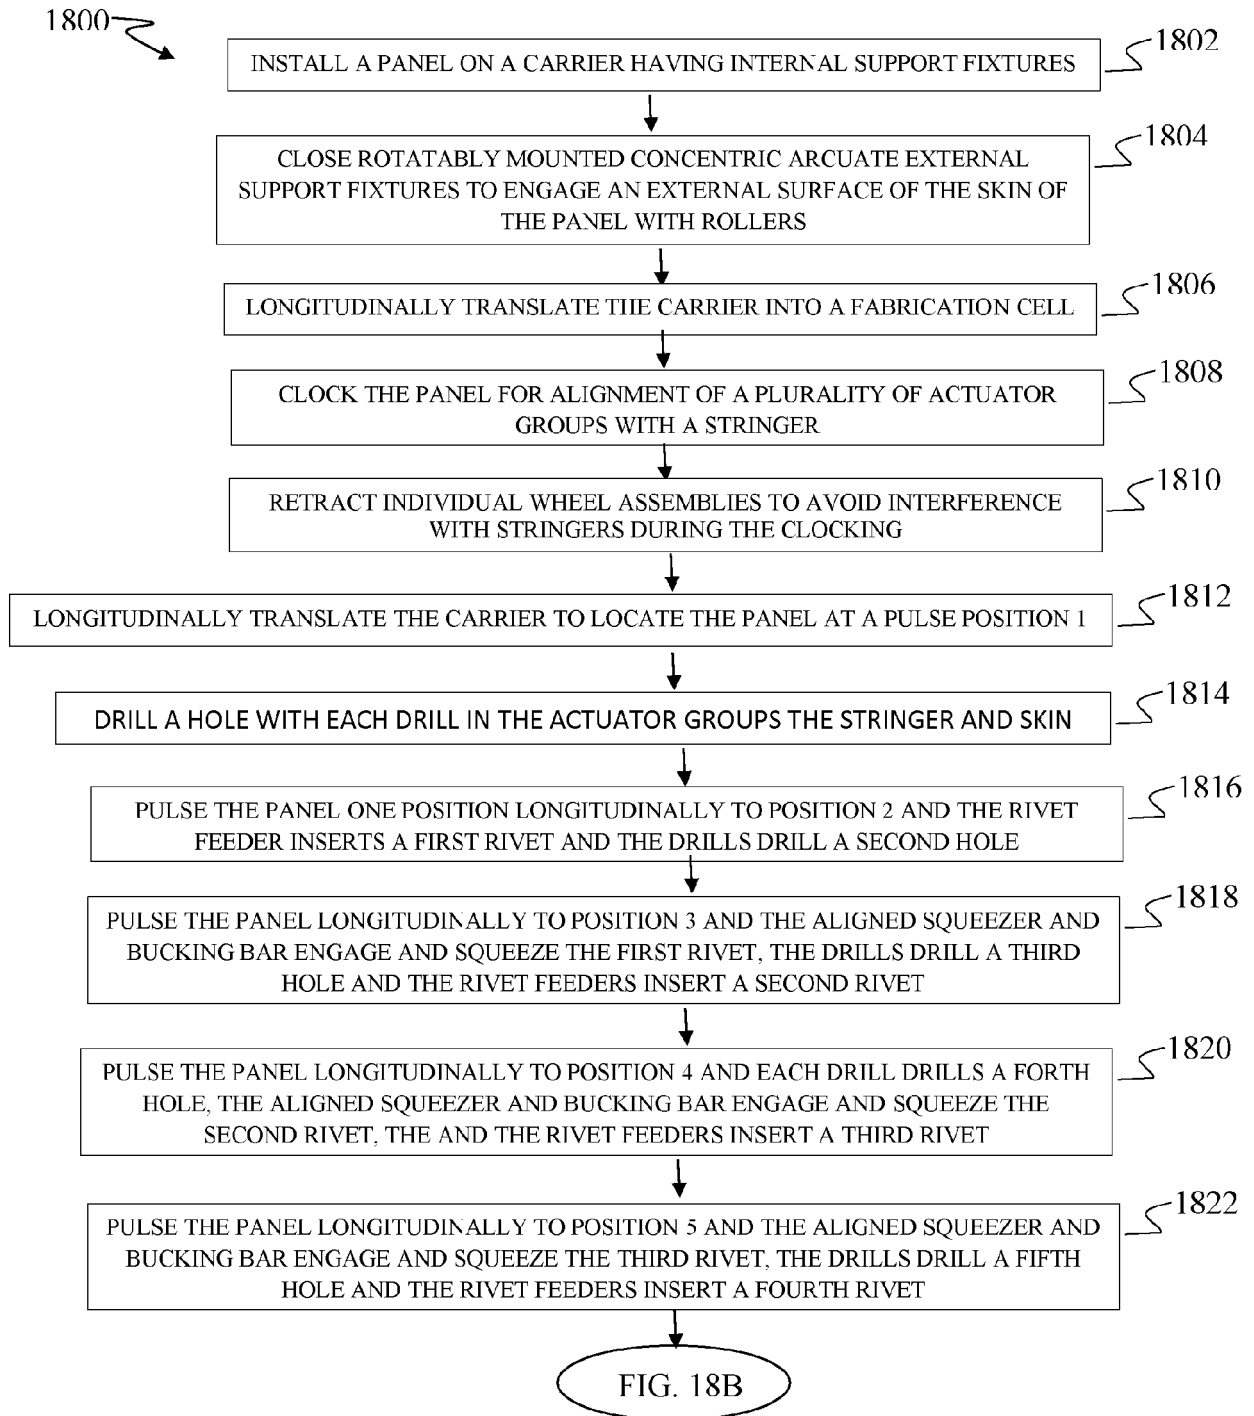 1800
INSTALL A PANEL ON A CARRIER HAVING INTERNAL SUPPORT FIXTURES
1802
CLOSE ROTATABLY MOUNTED CONCENTRIC ARCUATE EXTERNAL
SUPPORT FIXTURES TO ENGAGE AN EXTERNAL SURFACE OF THE SKIN OF
THE PANEL WITH ROLLERS
1804
LONGITUDINALLY TRANSLATE THE CARRIER INTO A FABRICATION CELL
1806
CLOCK THE PANEL FOR ALIGNMENT OF A PLURALITY OF ACTUATOR
GROUPS WITH A STRINGER
1808
RETRACT INDIVIDUAL WHEEL ASSEMBLIES TO AVOID INTERFERENCE
WITH STRINGERS DURING THE CLOCKING
1810
LONGITUDINALLY TRANSLATE THE CARRIER TO LOCATE THE PANEL AT A PULSE POSITION 1
1812
DRILL A HOLE WITH EACH DRILL IN THE ACTUATOR GROUPS THE STRINGER AND SKIN
1814
PULSE THE PANEL ONE POSITION LONGITUDINALLY TO POSITION 2 AND THE RIVET
FEEDER INSERTS A FIRST RIVET AND THE DRILLS DRILL A SECOND HOLE
1816
PULSE THE PANEL LONGITUDINALLY TO POSITION 3 AND THE ALIGNED SQUEEZER AND
BUCKING BAR ENGAGE AND SQUEEZE THE FIRST RIVET, THE DRILLS DRILL A THIRD
HOLE AND THE RIVET FEEDERS INSERT A SECOND RIVET
1818
PULSE THE PANEL LONGITUDINALLY TO POSITION 4 AND EACH DRILL DRILLS A FORTH
HOLE, THE ALIGNED SQUEEZER AND BUCKING BAR ENGAGE AND SQUEEZE THE
SECOND RIVET, THE AND THE RIVET FEEDERS INSERT A THIRD RIVET
1820
PULSE THE PANEL LONGITUDINALLY TO POSITION 5 AND THE ALIGNED SQUEEZER AND
BUCKING BAR ENGAGE AND SQUEEZE THE THIRD RIVET, THE DRILLS DRILL A FIFTH
HOLE AND THE RIVET FEEDERS INSERT A FOURTH RIVET
1822
FIG. 18B